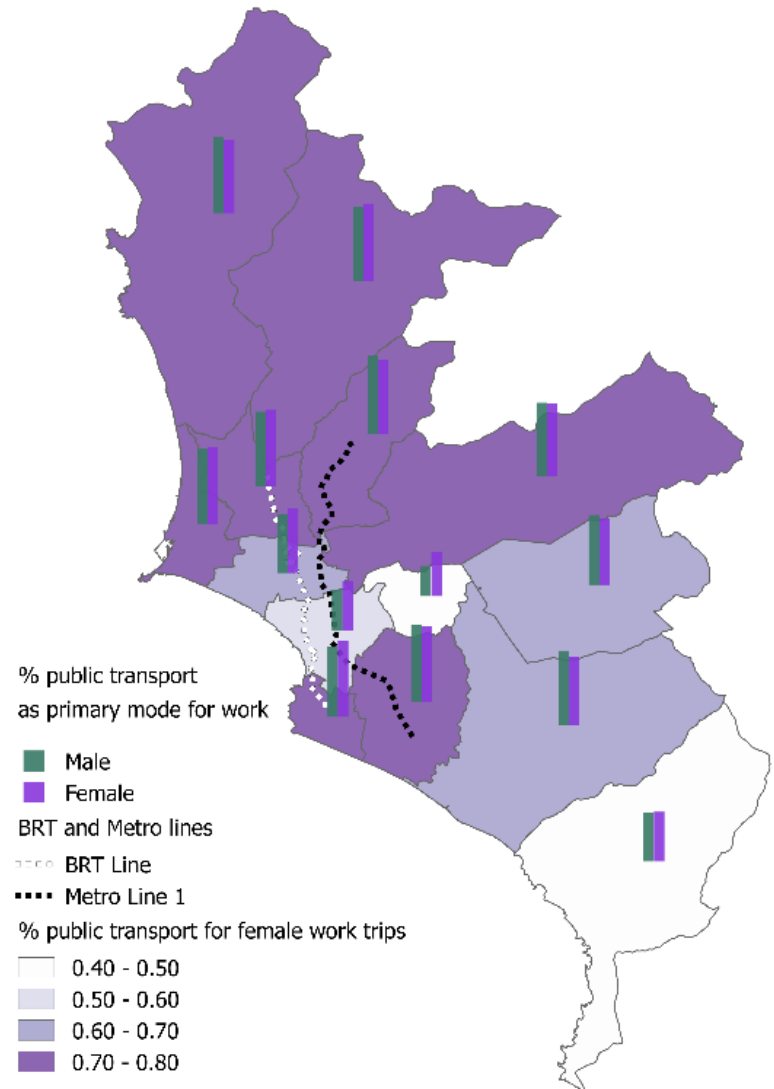 % public transport
as primary mode for work
Male
Female
BRT and Metro lines
BRT Line
Metro Line 1
% public transport for female work trips
0.40 - 0.50
0.50 - 0.60
0.60 - 0.70
0.70 - 0.80